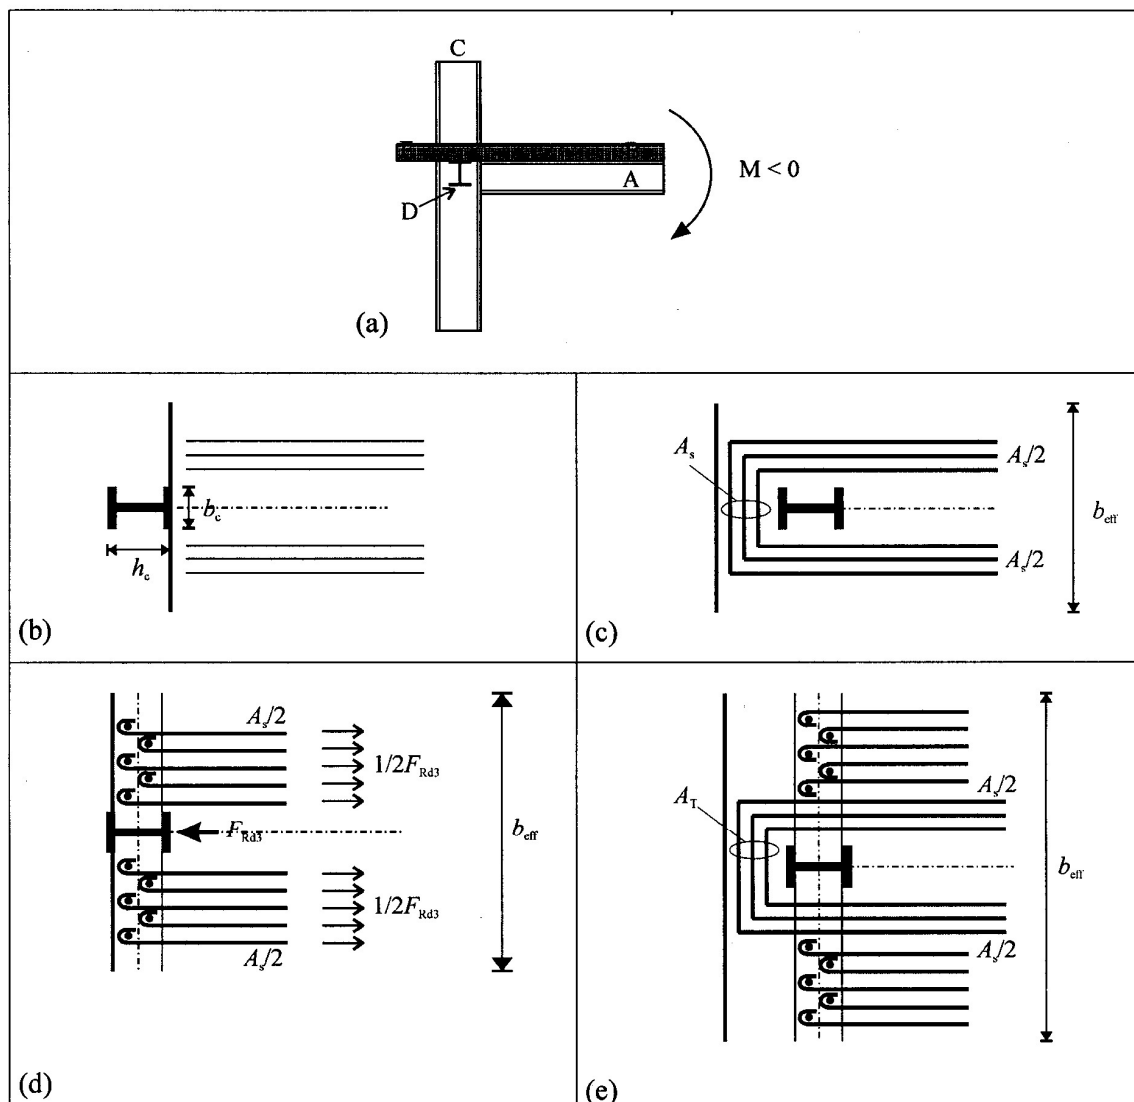 C
A
M < 0
D
(a)
b_c
h_c
(b)
A_s
A_s/2
b_eff
A_s/2
(c)
A_s/2
1/2F_Rd3
F_Rd3
b_eff
1/2F_Rd3
A_s/2
(d)
A_s/2
A_T
b_eff
A_s/2
(e)